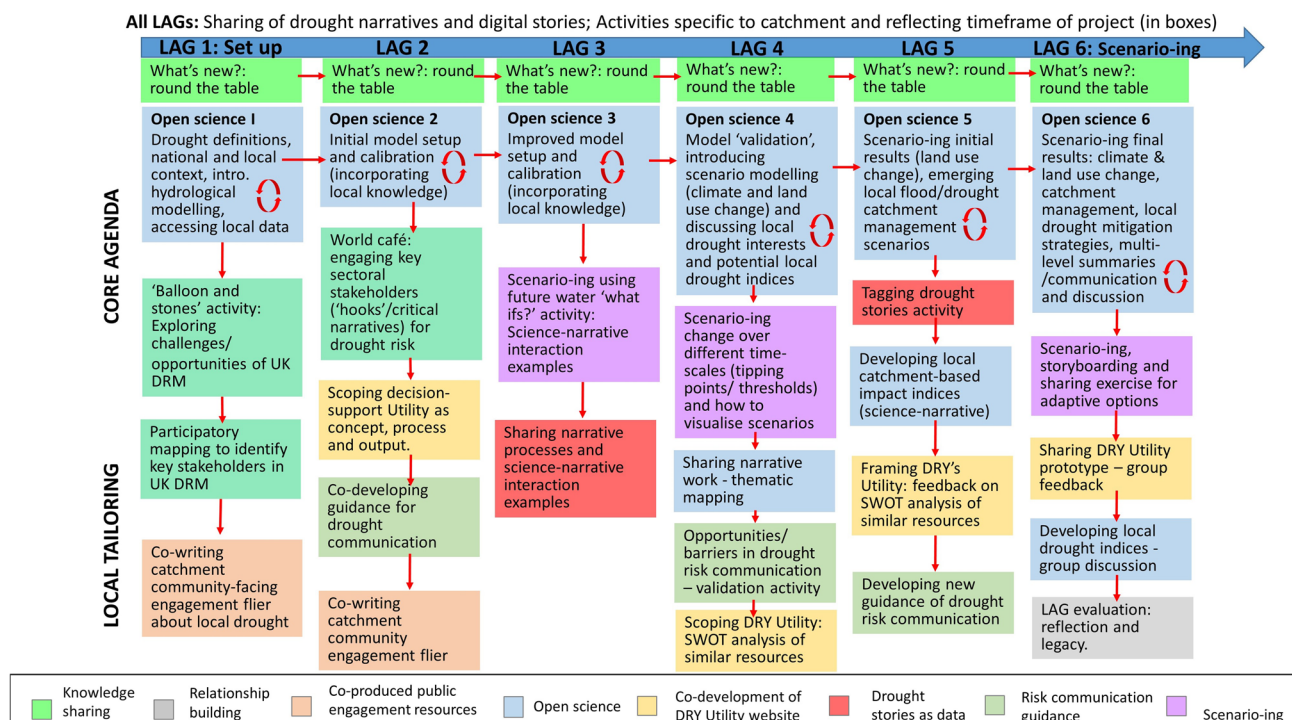 All LAGs: Sharing of drought narratives and digital stories; Activities specific to catchment and reflecting timeframe of project (in boxes)
LAG 1: Set up
LAG 2
LAG 3
LAG 4
LAG 5
LAG 6: Scenario-ing
What's new?:
round the table
What's new?: round
the table
What's new?: round
the table
What's new?:
round the table
What's new?: round
the table
What's new?:
round the table
CORE AGENDA
LOCAL TAILORING
Open science I
Drought definitions,
national and local
context, intro.
hydrological
modelling,
accessing local data
'Balloon and
stones' activity:
Exploring
challenges/
opportunities of UK
DRM
Participatory
mapping to identify
key stakeholders in
UK DRM
Co-writing
catchment
community-facing
engagement flier
about local drought
Open science 2
Initial model setup
and calibration
(incorporating
local knowledge)
World café:
engaging key
sectoral
stakeholders
('hooks'/critical
narratives) for
drought risk
Scoping decision-
support Utility as
concept, process
and output.
Co-developing
guidance for
drought
communication
Co-writing
catchment
community
engagement flier
Open science 3
Improved model
setup and
calibration
(incorporating
local knowledge)
Scenario-ing using
future water 'what
ifs?' activity:
Science-narrative
interaction
examples
Sharing narrative
processes and
science-narrative
interaction
examples
Open science 4
Model 'validation',
introducing
scenario modelling
(climate and land
use change) and
discussing local
drought interests
and potential local
drought indices
Scenario-ing
change over
different time-
scales (tipping
points/ thresholds)
and how to
visualise scenarios
Sharing narrative
work - thematic
mapping
Opportunities/
barriers in drought
risk communication
– validation activity
Scoping DRY Utility:
SWOT analysis of
similar resources
Open science 5
Scenario-ing initial
results (land use
change), emerging
local flood/drought
catchment
management
scenarios
Tagging drought
stories activity
Developing local
catchment-based
impact indices
(science-narrative)
Framing DRY's
Utility: feedback on
SWOT analysis of
similar resources
Developing new
guidance of drought
risk communication
Open science 6
Scenario-ing final
results: climate &
land use change,
catchment
management, local
drought mitigation
strategies, multi-
level summaries
/communication
and discussion
Scenario-ing,
storyboarding and
sharing exercise for
adaptive options
Sharing DRY Utility
prototype – group
feedback
Developing local
drought indices -
group discussion
LAG evaluation:
reflection and
legacy.
Knowledge
sharing
Relationship
building
Co-produced public
engagement resources
Open science
Co-development of
DRY Utility website
Drought
stories as data
Risk communication
guidance
Scenario-ing